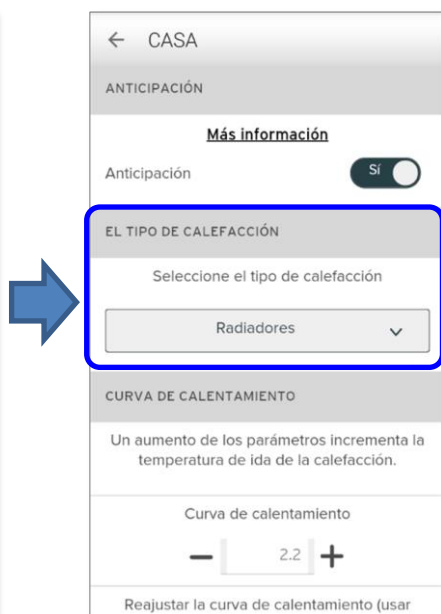 ← CASA
ANTICIPACIÓN
Más información
Anticipación
Sí
EL TIPO DE CALEFACCIÓN
Seleccione el tipo de calefacción
Radiadores
CURVA DE CALENTAMIENTO
Un aumento de los parámetros incrementa la
temperatura de ida de la calefacción.
Curva de calentamiento
− 2.2 +
Reajustar la curva de calentamiento (usar